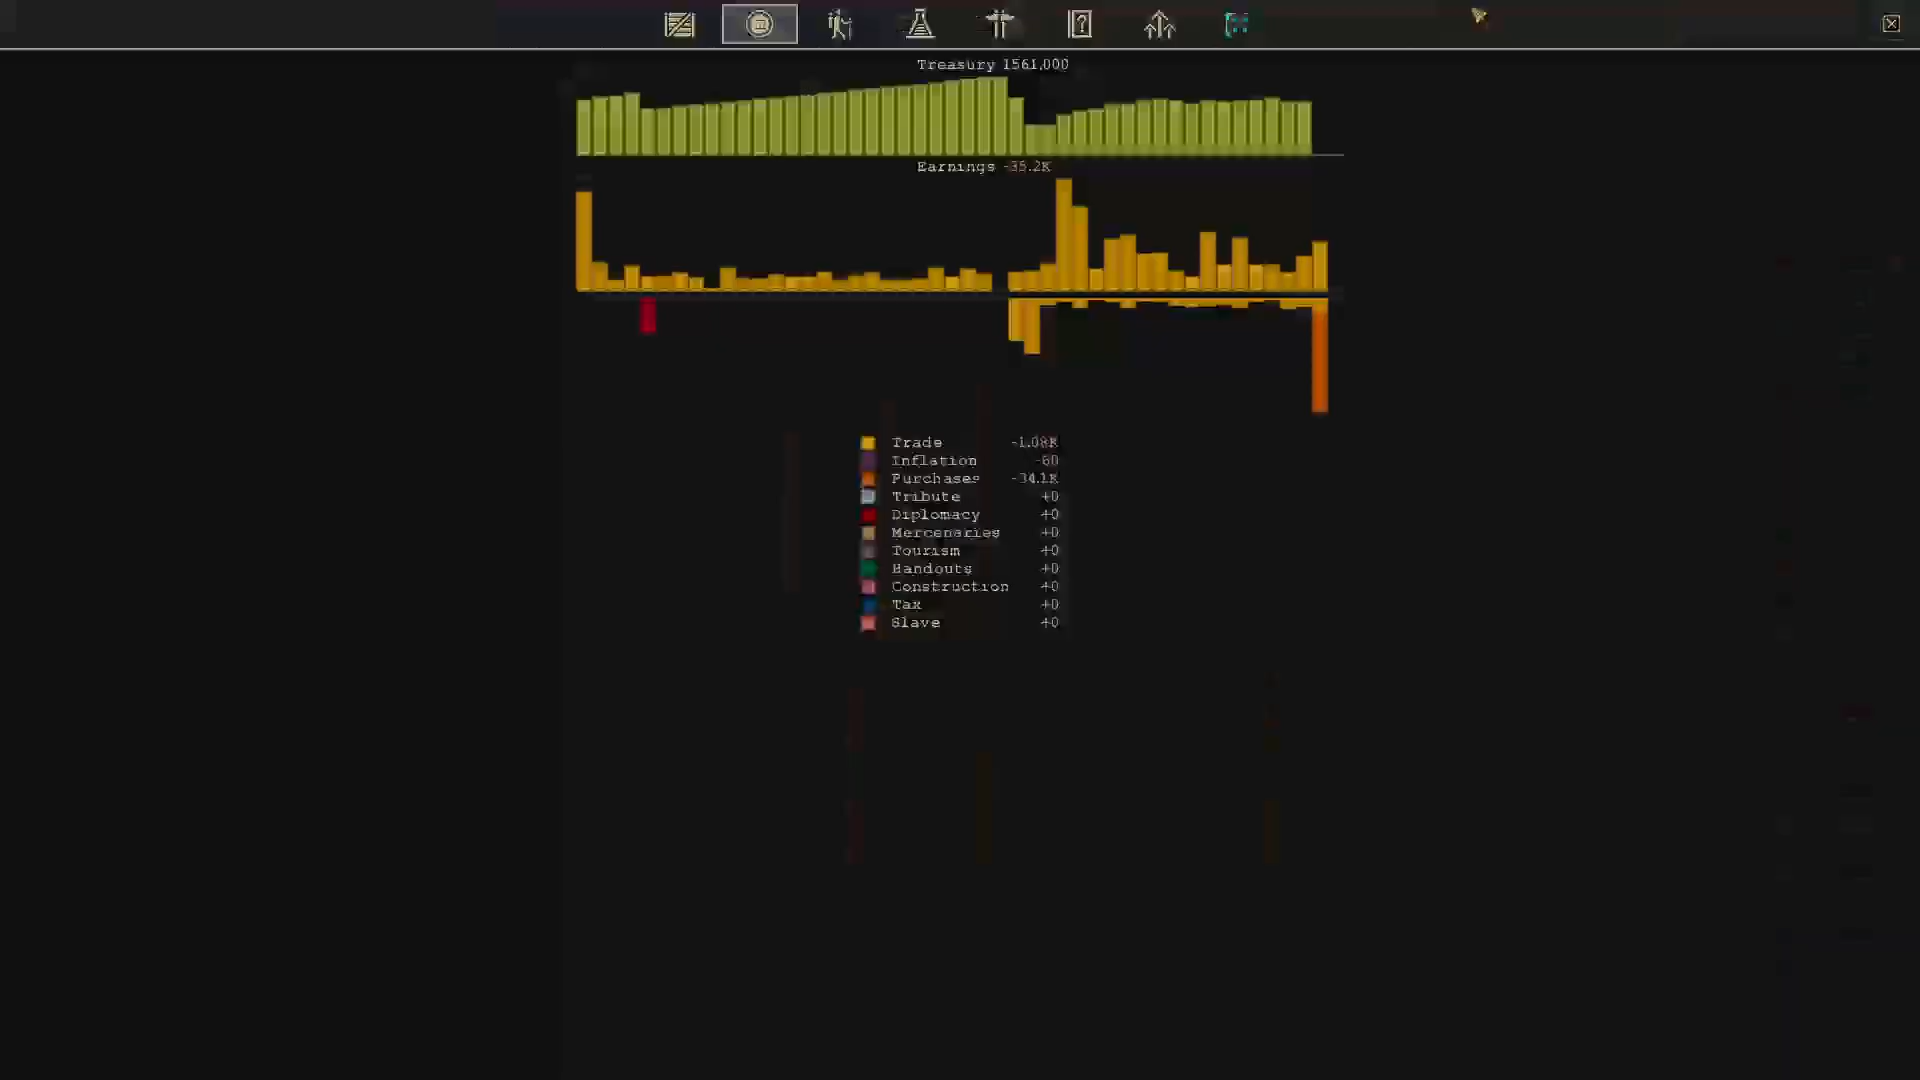 Treasury 1561,000
Earnings -35.2K
Trade -1.08K
Inflation -60
Purchases -34.1K
Tribute +0
Diplomacy +0
Mercenaries +0
Tourism +0
Handouts +0
Construction +0
Tax +0
Slave +0